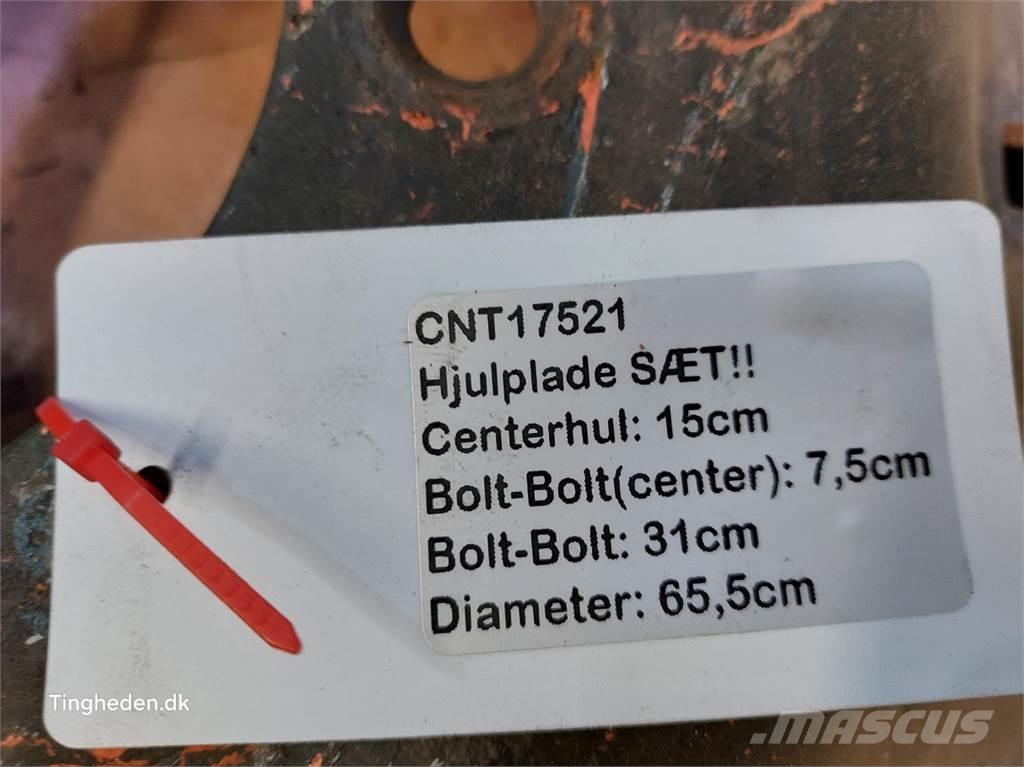 CNT17521
Hjulplade SÆT!!
Centerhul: 15cm
Bolt-Bolt(center): 7,5cm
Bolt-Bolt: 31cm
Diameter: 65,5cm
Tingheden.dk
MASCUS